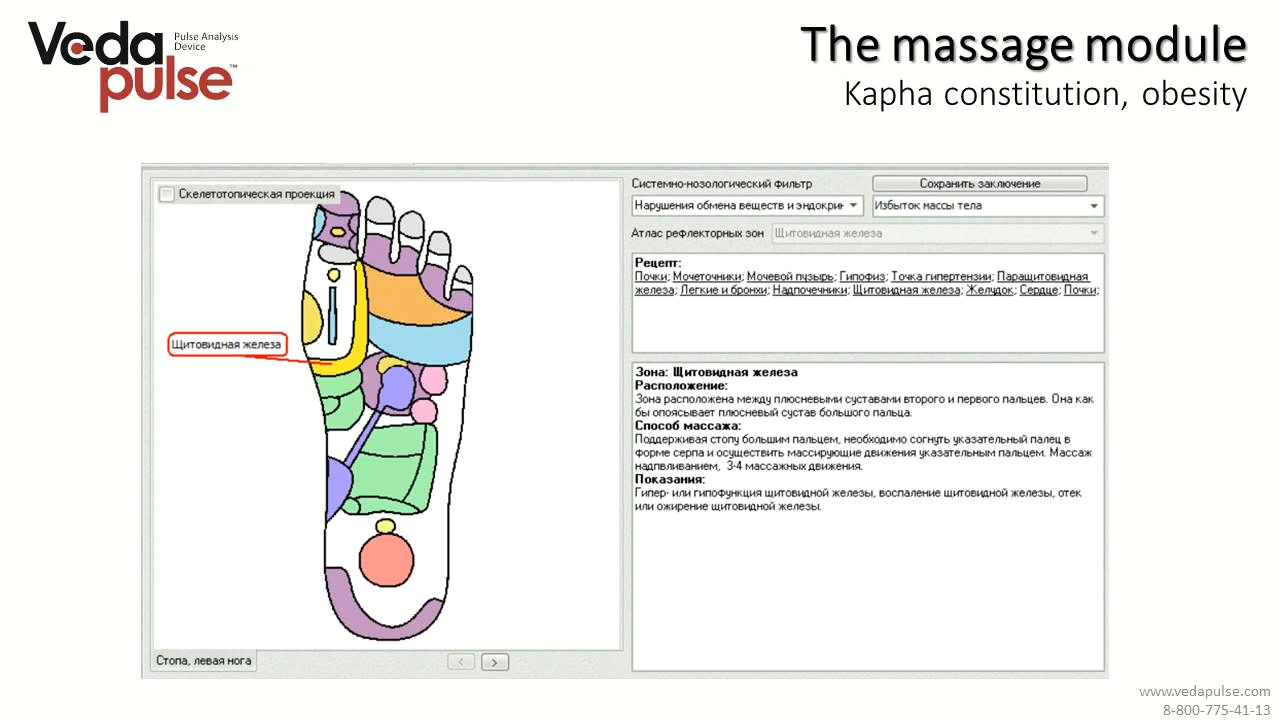 Veda
pulse™
Pulse Analysis
Device
The massage module
Kapha constitution, obesity
Скелетотопическая проекция
Щитовидная железа
Стопа, левая нога
<
>
Системно-нозологический фильтр
Сохранить заключение
Нарушения обмена веществ и эндокрин
Избыток массы тела
Атлас рефлекторных зон
Щитовидная железа
Рецепт:
Почки; Мочеточники; Мочевой пузырь; Гипофиз; Точка гипертензии; Паращитовидная
железа; Легкие и бронхи; Надпочечники; Щитовидная железа; Желудок; Сердце; Почки;
Зона: Щитовидная железа
Расположение:
Зона расположена между плюсневыми суставами второго и первого пальцев. Она как
бы опоясывает плюсневый сустав большого пальца.
Способ массажа:
Поддерживая стопу большим пальцем, необходимо согнуть указательный палец в
форме серпа и осуществить массирующие движения указательным пальцем. Массаж
надпвливанием, 3-4 массажных движения.
Показания:
Гипер- или гипофункция щитовидной железы, воспаление щитовидной железы, отек
или ожирение щитовидной железы.
www.vedapulse.com
8-800-775-41-13